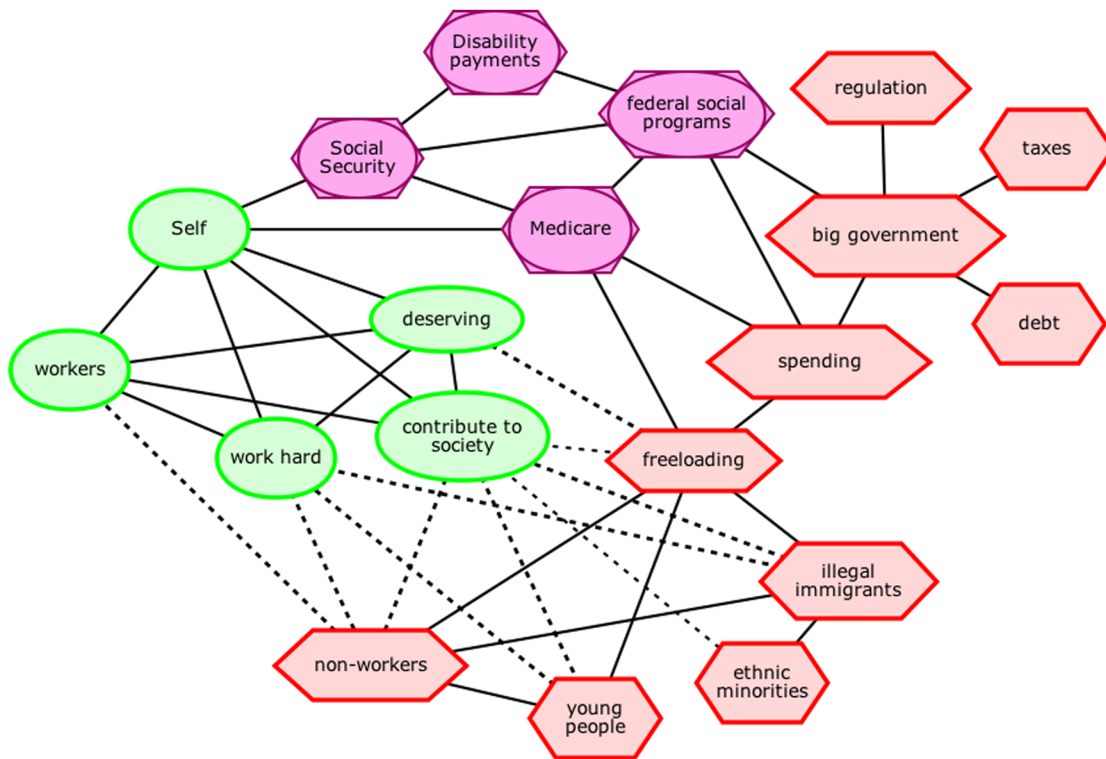 Disability
payments
federal social
programs
regulation
taxes
Social
Security
Self
Medicare
big government
deserving
debt
workers
spending
contribute to
society
work hard
freeloading
illegal
immigrants
non-workers
ethnic
minorities
young
people